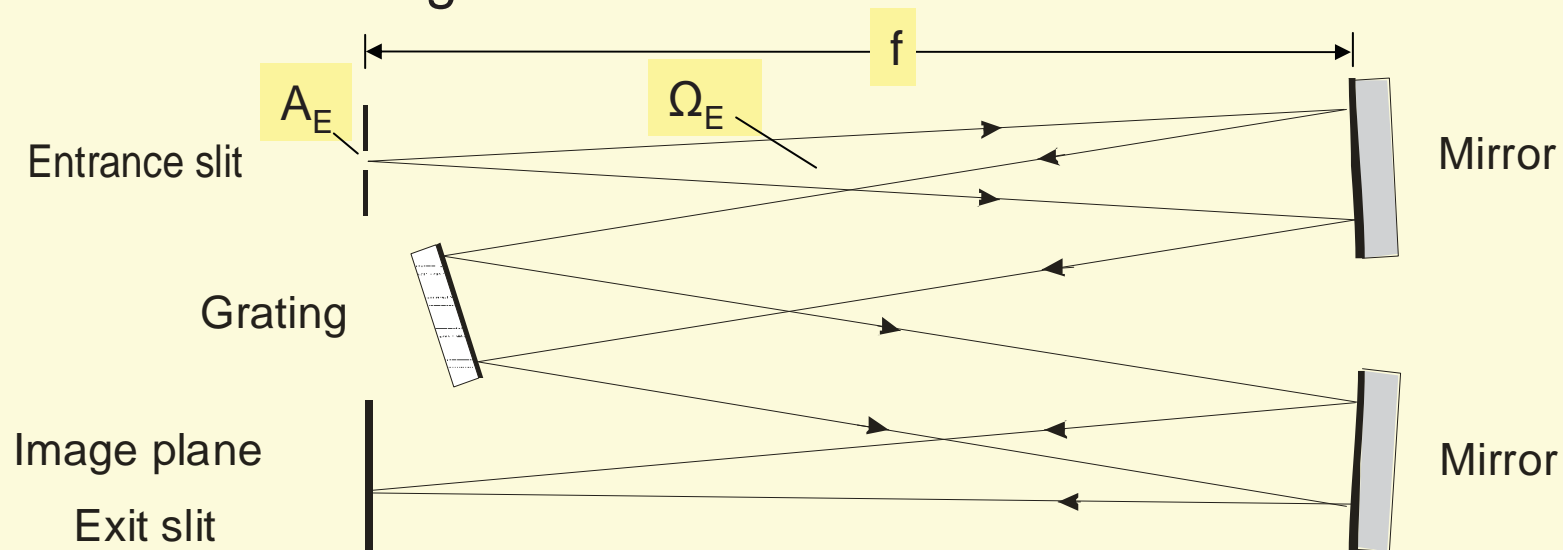 f
A_E
Ω_E
Entrance slit
Mirror
Grating
Image plane
Mirror
Exit slit